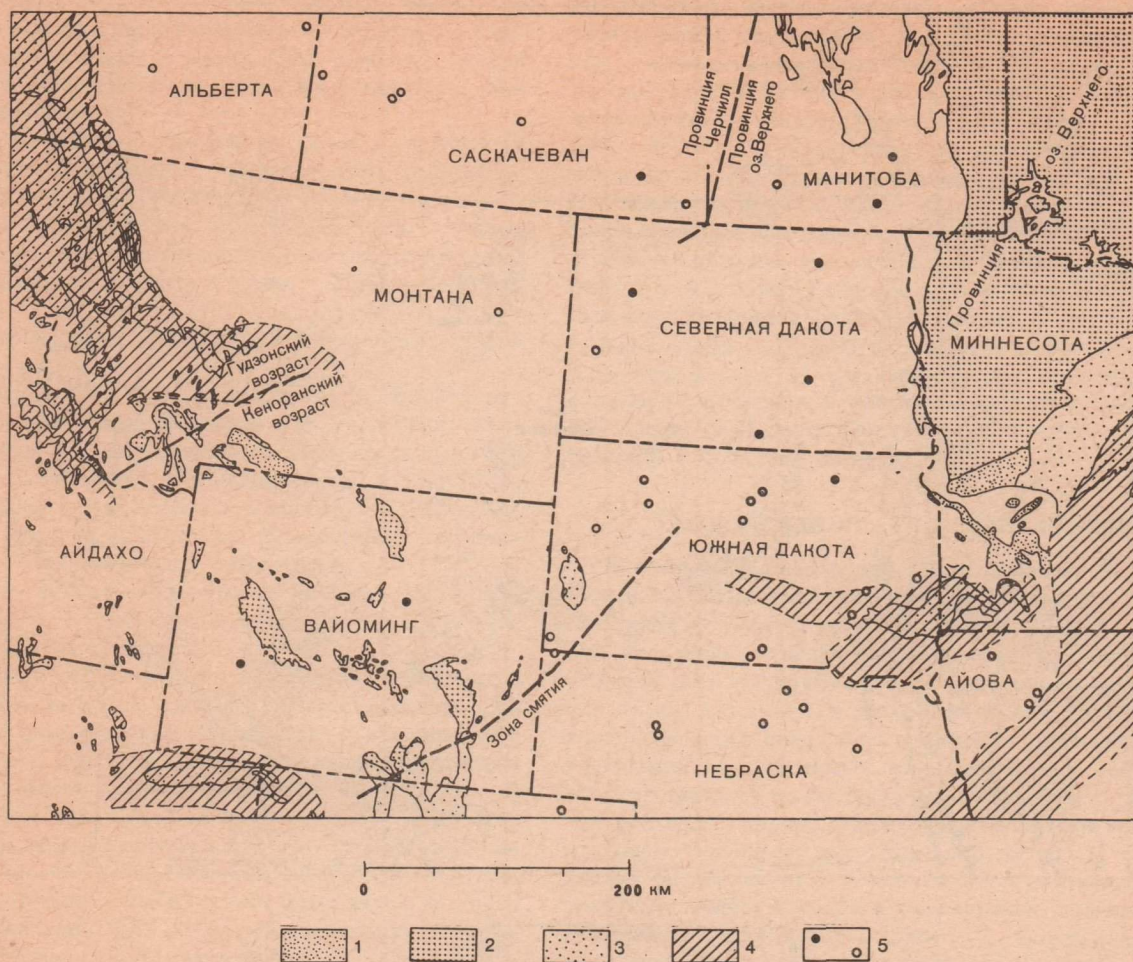 АЛЬБЕРТА
САСКАЧЕВАН
Провинция
Черчилл
Провинция
оз. Верхнего
МАНИТОБА
Провинция оз. Верхнего
МОНТАНА
СЕВЕРНАЯ ДАКОТА
МИННЕСОТА
Гудзонский
возраст
Кеноранский
возраст
АЙДАХО
ВАЙОМИНГ
ЮЖНАЯ ДАКОТА
Зона смятия
АЙОВА
НЕБРАСКА
0 200 км
1 2 3 4 5